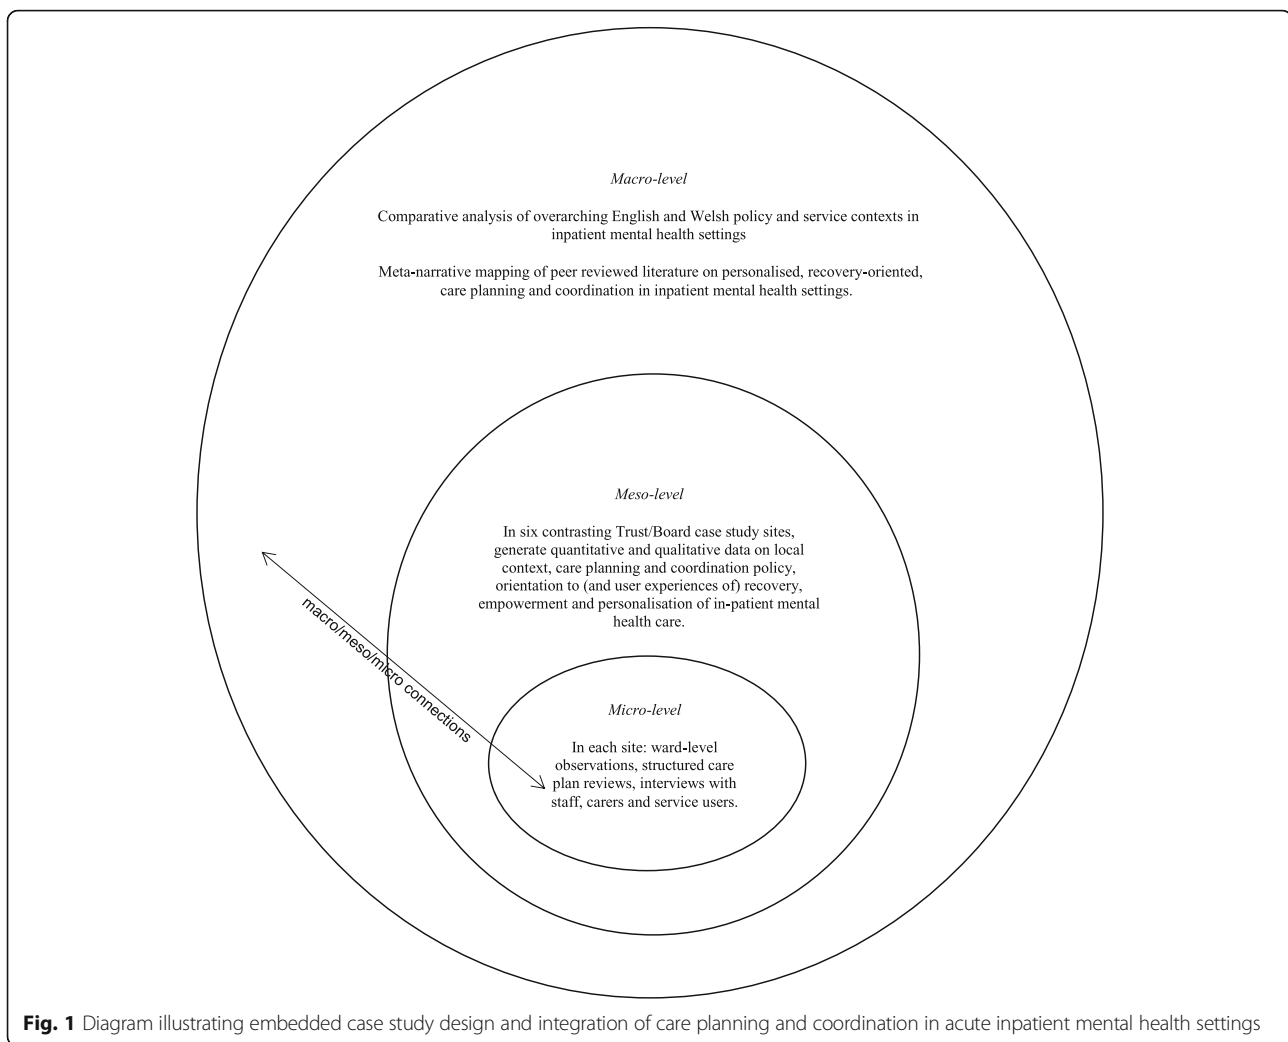 Macro-level
Comparative analysis of overarching English and Welsh policy and service contexts in
inpatient mental health settings
Meta-narrative mapping of peer reviewed literature on personalised, recovery-oriented,
care planning and coordination in inpatient mental health settings.
Meso-level
In six contrasting Trust/Board case study sites,
generate quantitative and qualitative data on local
context, care planning and coordination policy,
orientation to (and user experiences of) recovery,
empowerment and personalisation of in-patient mental
health care.
macro/meso/micro connections
Micro-level
In each site: ward-level
observations, structured care
plan reviews, interviews with
staff, carers and service users.
Fig. 1 Diagram illustrating embedded case study design and integration of care planning and coordination in acute inpatient mental health settings